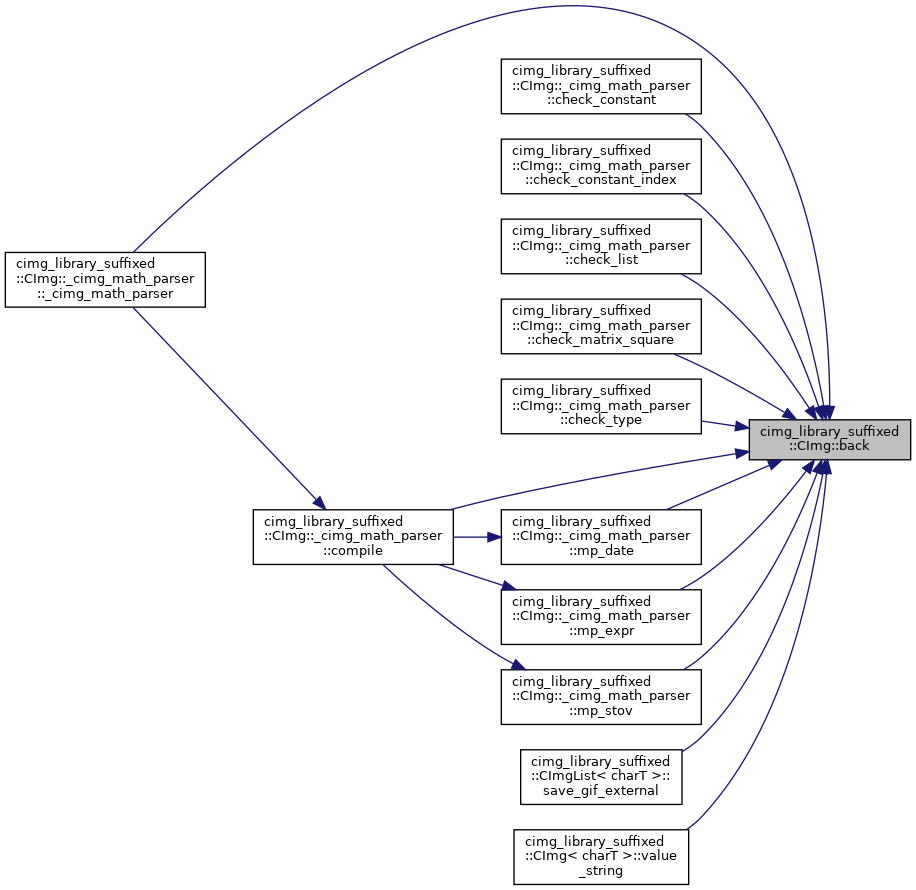 cimg_library_suffixed
::CImg::_cimg_math_parser
::check_constant
cimg_library_suffixed
::CImg::_cimg_math_parser
::check_constant_index
cimg_library_suffixed
::CImg::_cimg_math_parser
::check_list
cimg_library_suffixed
::CImg::_cimg_math_parser
::_cimg_math_parser
cimg_library_suffixed
::CImg::_cimg_math_parser
::check_matrix_square
cimg_library_suffixed
::CImg::_cimg_math_parser
::check_type
cimg_library_suffixed
::CImg::back
cimg_library_suffixed
::CImg::_cimg_math_parser
::compile
cimg_library_suffixed
::CImg::_cimg_math_parser
::mp_date
cimg_library_suffixed
::CImg::_cimg_math_parser
::mp_expr
cimg_library_suffixed
::CImg::_cimg_math_parser
::mp_stov
cimg_library_suffixed
::CImgList< charT >::
save_gif_external
cimg_library_suffixed
::CImg< charT >::value
_string